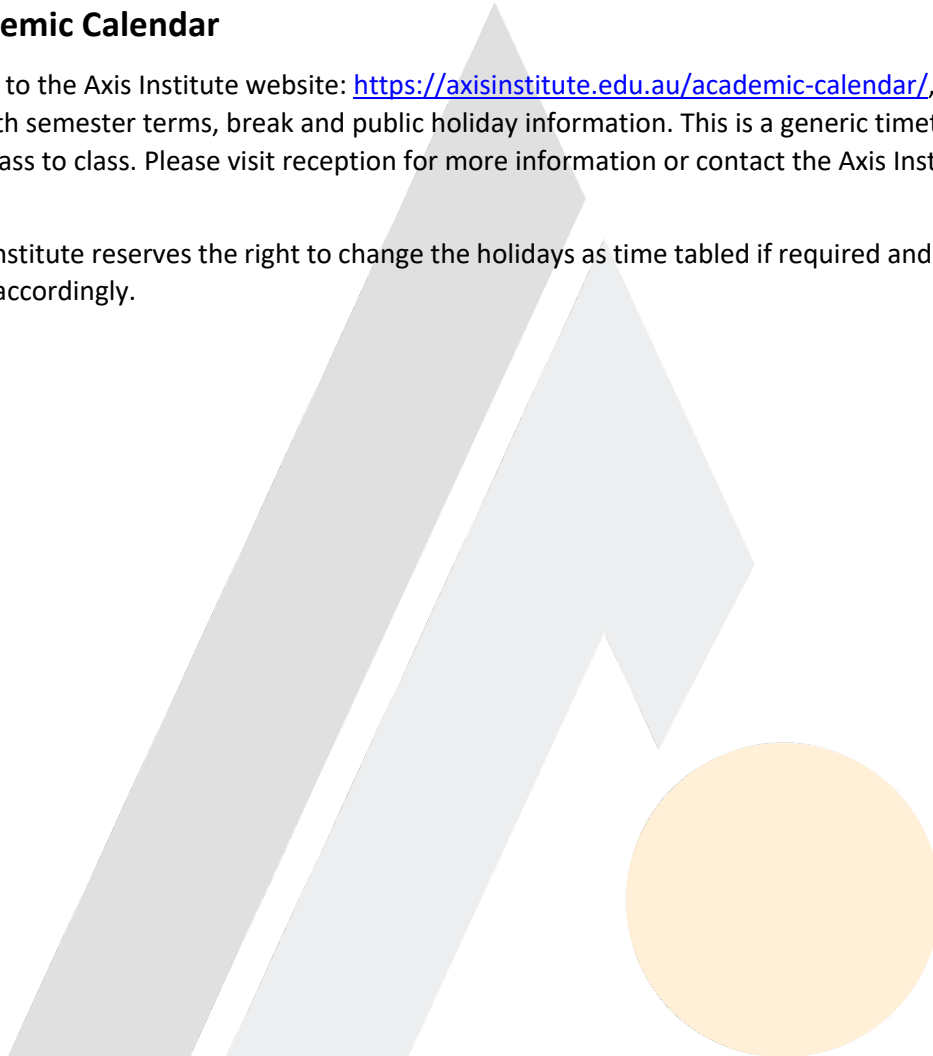 emic Calendar
to the Axis Institute website: https://axisinstitute.edu.au/academic-calendar/,
th semester terms, break and public holiday information. This is a generic timet
ass to class. Please visit reception for more information or contact the Axis Inst
nstitute reserves the right to change the holidays as time tabled if required and
accordingly.